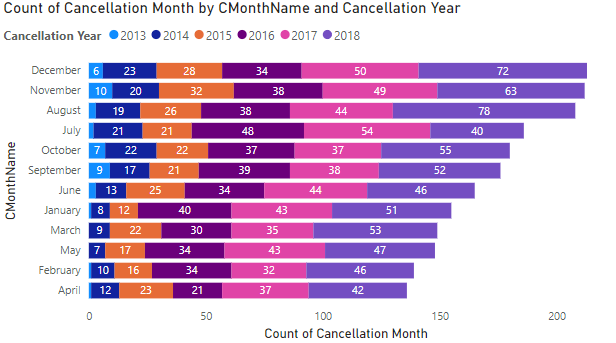 Count of Cancellation Month by CMonthName and Cancellation Year
Cancellation Year 2013 2014 2015 2016 2017 2018
CMonthName
December 6 23 28 34 50 72
November 10 20 32 38 49 63
August 19 26 38 44 78
July 21 21 48 54 40
October 7 22 22 37 37 55
September 9 17 21 39 38 52
June 13 25 34 44 46
January 8 12 40 43 51
March 9 22 30 35 53
May 7 17 34 43 47
February 10 16 34 32 46
April 12 23 21 37 42
0 50 100 150 200
Count of Cancellation Month